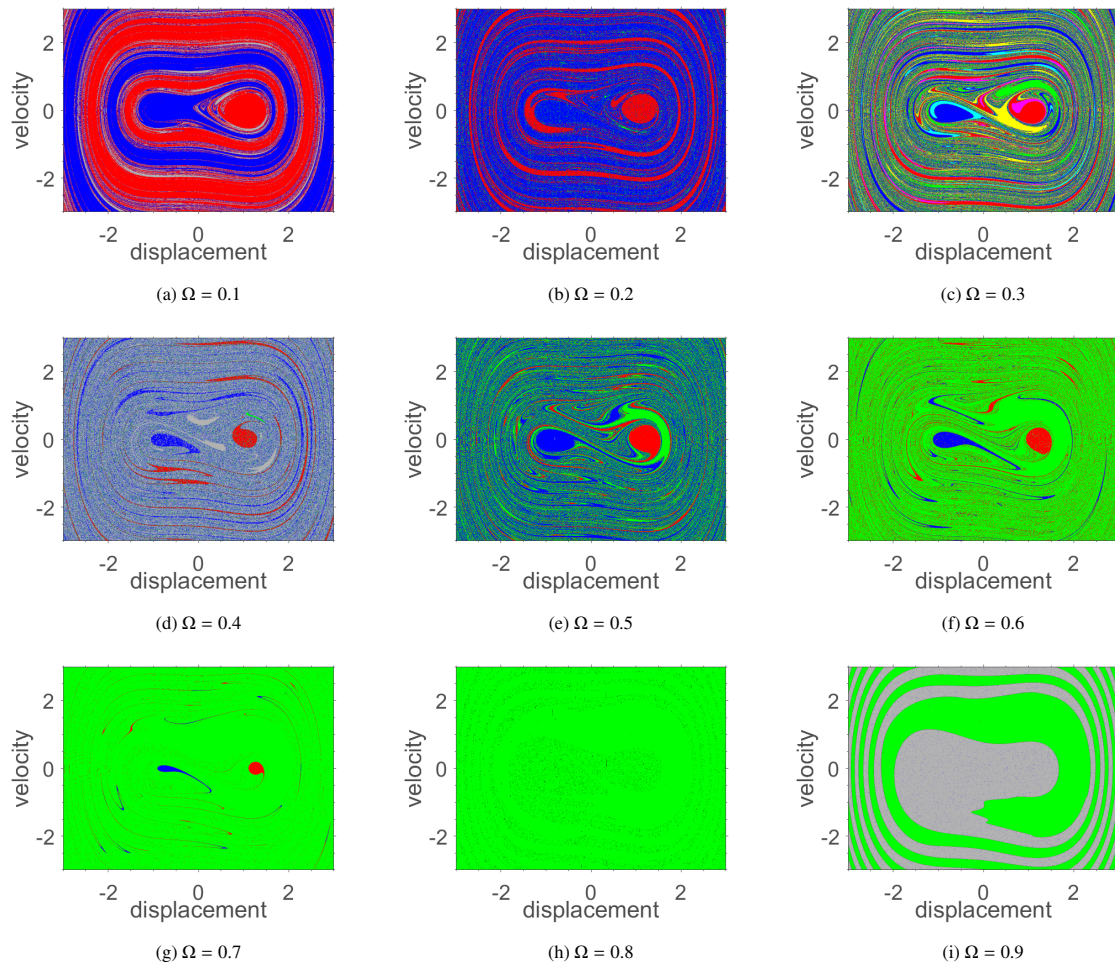 2
0
-2
velocity
-2 0 2
displacement
(a) Ω = 0.1
2
0
-2
velocity
-2 0 2
displacement
(b) Ω = 0.2
2
0
-2
velocity
-2 0 2
displacement
(c) Ω = 0.3
2
0
-2
velocity
-2 0 2
displacement
(d) Ω = 0.4
2
0
-2
velocity
-2 0 2
displacement
(e) Ω = 0.5
2
0
-2
velocity
-2 0 2
displacement
(f) Ω = 0.6
2
0
-2
velocity
-2 0 2
displacement
(g) Ω = 0.7
2
0
-2
velocity
-2 0 2
displacement
(h) Ω = 0.8
2
0
-2
velocity
-2 0 2
displacement
(i) Ω = 0.9